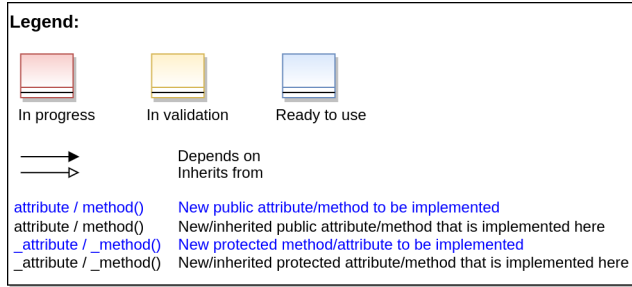 Legend:
In progress In validation Ready to use
Depends on
Inherits from
attribute / method() New public attribute/method to be implemented
attribute / method() New/inherited public attribute/method that is implemented here
_attribute / _method() New protected method/attribute to be implemented
_attribute / _method() New/inherited protected attribute/method that is implemented here